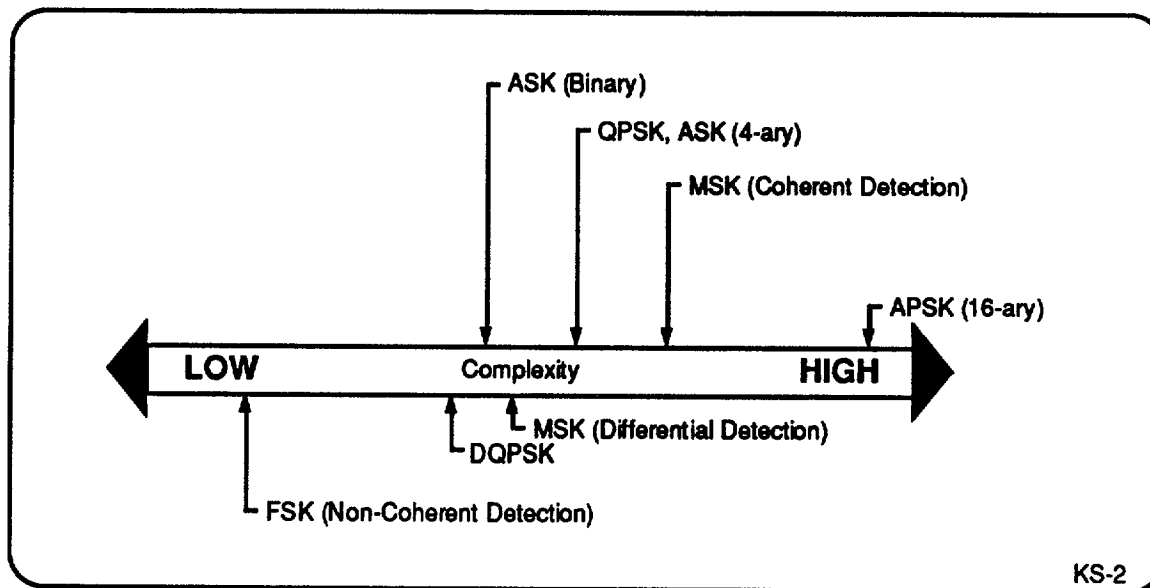 ASK (Binary)
QPSK, ASK (4-ary)
MSK (Coherent Detection)
APSK (16-ary)
LOW Complexity HIGH
MSK (Differential Detection)
DQPSK
FSK (Non-Coherent Detection)
KS-2